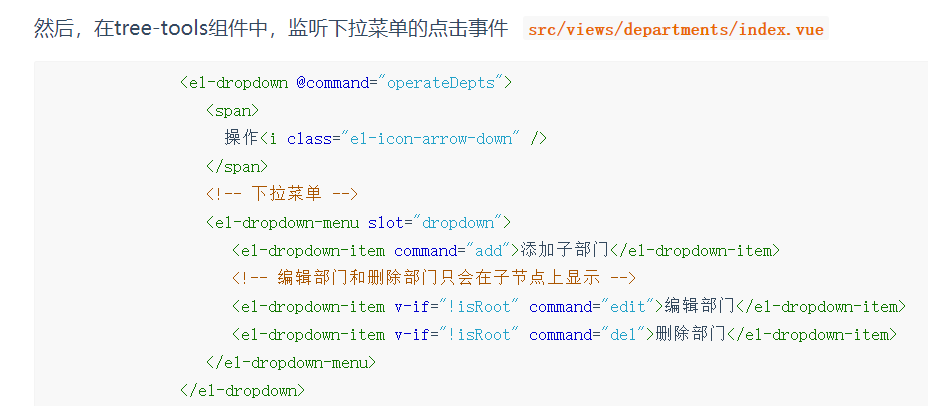 然后，在tree-tools组件中，监听下拉菜单的点击事件 src/views/departments/index.vue
<el-dropdown @command="operateDepts">
<span>
操作<i class="el-icon-arrow-down" />
</span>
<!-- 下拉菜单 -->
<el-dropdown-menu slot="dropdown">
<el-dropdown-item command="add">添加子部门</el-dropdown-item>
<!-- 编辑部门和删除部门只会在子节点上显示 -->
<el-dropdown-item v-if="!isRoot" command="edit">编辑部门</el-dropdown-item>
<el-dropdown-item v-if="!isRoot" command="del">删除部门</el-dropdown-item>
</el-dropdown-menu>
</el-dropdown>